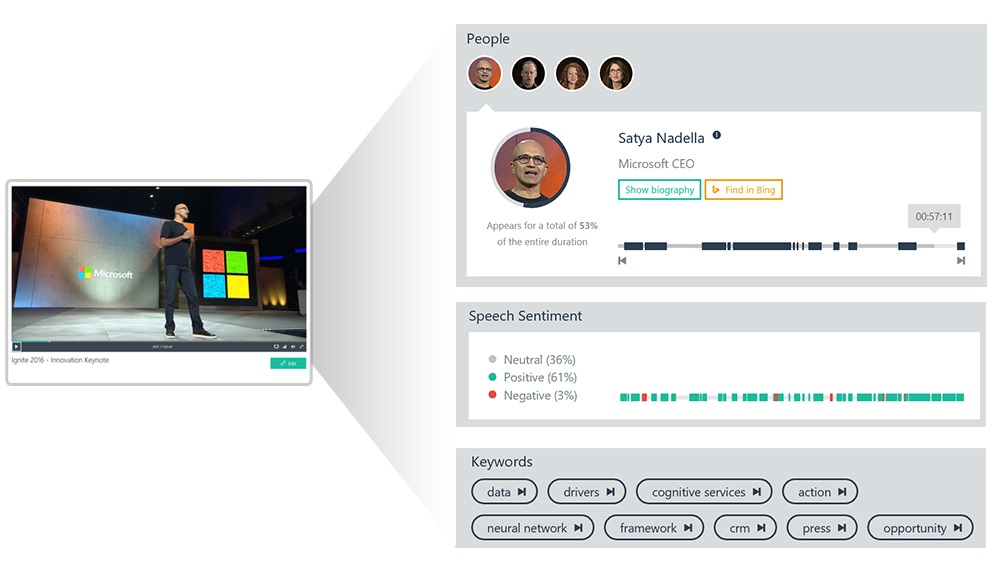 Microsoft
Ignite 2016 - Innovation Keynote
Edit
People
Satya Nadella
Microsoft CEO
Show biography
Find in Bing
Appears for a total of 53%
of the entire duration
00:57:11
Speech Sentiment
Neutral (36%)
Positive (61%)
Negative (3%)
Keywords
data
drivers
cognitive services
action
neural network
framework
crm
press
opportunity